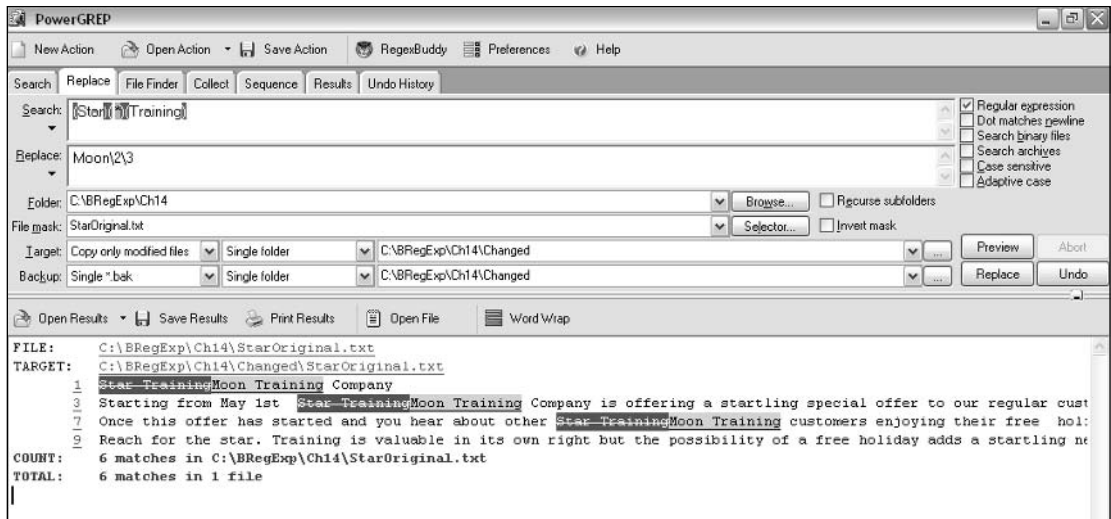 PowerGREP
New Action Open Action Save Action RegexBuddy Preferences Help
Search Replace File Finder Collect Sequence Results Undo History
Search: (Star)( *)(Training)
Regular expression
Dot matches newline
Search binary files
Search archives
Case sensitive
Adaptive case
Replace: Moon\2\3
Folder: C:\BRegExp\Ch14 Browse... Recurse subfolders
File mask: StarOriginal.txt Selector... Invert mask
Target: Copy only modified files Single folder C:\BRegExp\Ch14\Changed ... Preview Abort
Backup: Single *.bak Single folder C:\BRegExp\Ch14\Changed ... Replace Undo
Open Results Save Results Print Results Open File Word Wrap
FILE: C:\BRegExp\Ch14\StarOriginal.txt
TARGET: C:\BRegExp\Ch14\Changed\StarOriginal.txt
1 Star TrainingMoon Training Company
3 Starting from May 1st Star TrainingMoon Training Company is offering a startling special offer to our regular cust
7 Once this offer has started and you hear about other Star TrainingMoon Training customers enjoying their free hol
9 Reach for the star. Training is valuable in its own right but the possibility of a free holiday adds a startling ne
COUNT: 6 matches in C:\BRegExp\Ch14\StarOriginal.txt
TOTAL: 6 matches in 1 file